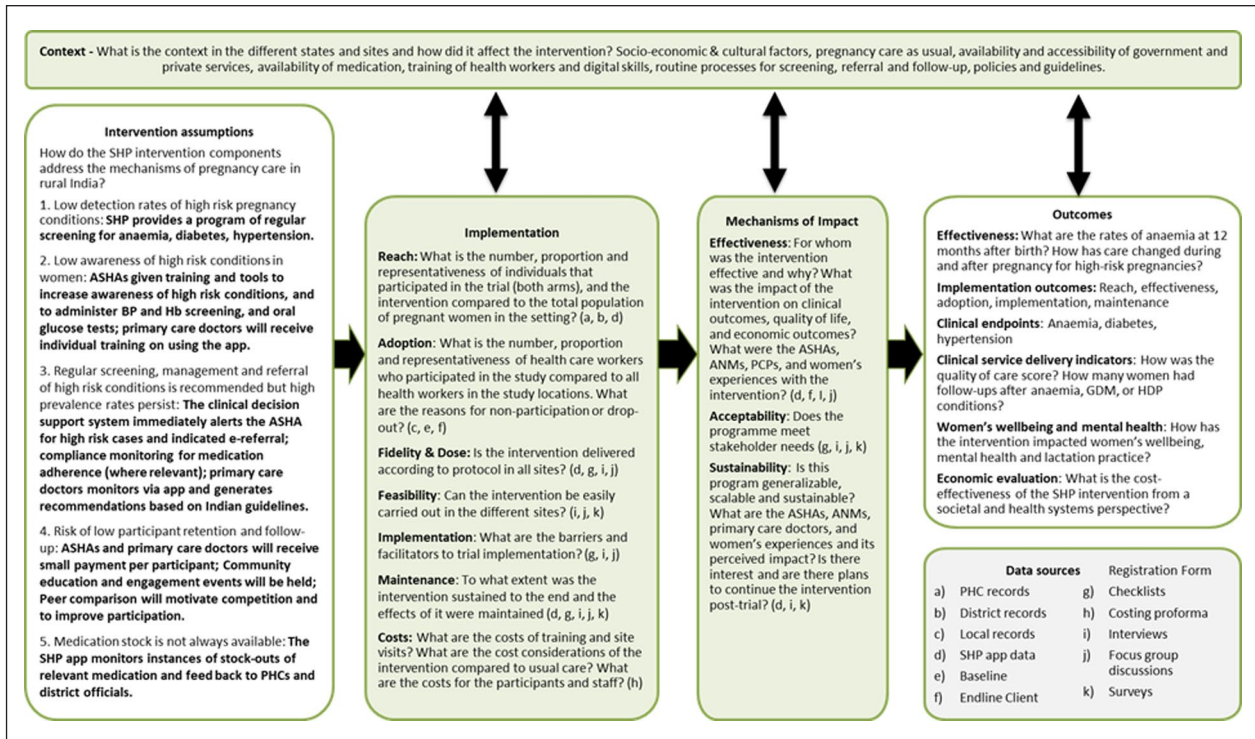 Context - What is the context in the different states and sites and how did it affect the intervention? Socio-economic & cultural factors, pregnancy care as usual, availability and accessibility of government and
private services, availability of medication, training of health workers and digital skills, routine processes for screening, referral and follow-up, policies and guidelines.
Intervention assumptions
How do the SHP intervention components
address the mechanisms of pregnancy care in
rural India?
1. Low detection rates of high risk pregnancy
conditions: SHP provides a program of regular
screening for anaemia, diabetes, hypertension.
2. Low awareness of high risk conditions in
women: ASHAs given training and tools to
increase awareness of high risk conditions, and
to administer BP and Hb screening, and oral
glucose tests; primary care doctors will receive
individual training on using the app.
3. Regular screening, management and referral
of high risk conditions is recommended but high
prevalence rates persist: The clinical decision
support system immediately alerts the ASHA
for high risk cases and indicated e-referral;
compliance monitoring for medication
adherence (where relevant); primary care
doctors monitors via app and generates
recommendations based on Indian guidelines.
4. Risk of low participant retention and follow-
up: ASHAs and primary care doctors will receive
small payment per participant; Community
education and engagement events will be held;
Peer comparison will motivate competition and
to improve participation.
5. Medication stock is not always available: The
SHP app monitors instances of stock-outs of
relevant medication and feed back to PHCs and
district officials.
Implementation
Reach: What is the number, proportion and
representativeness of individuals that
participated in the trial (both arms), and the
intervention compared to the total population
of pregnant women in the setting? (a, b, d)
Adoption: What is the number, proportion
and representativeness of health care workers
who participated in the study compared to all
health workers in the study locations. What
are the reasons for non-participation or drop-
out? (c, e, f)
Fidelity & Dose: Is the intervention delivered
according to protocol in all sites? (d, g, i, j)
Feasibility: Can the intervention be easily
carried out in the different sites? (i, j, k)
Implementation: What are the barriers and
facilitators to trial implementation? (g, i, j)
Maintenance: To what extent was the
intervention sustained to the end and the
effects of it were maintained (d, g, i, j, k)
Costs: What are the costs of training and site
visits? What are the cost considerations of the
intervention compared to usual care? What
are the costs for the participants and staff? (h)
Mechanisms of Impact
Effectiveness: For whom
was the intervention
effective and why? What
was the impact of the
intervention on clinical
outcomes, quality of life,
and economic outcomes?
What were the ASHAs,
ANMs, PCPs, and women's
experiences with the
intervention? (d, f, I, j)
Acceptability: Does the
programme meet
stakeholder needs (g, i, j, k)
Sustainability: Is this
program generalizable,
scalable and sustainable?
What are the ASHAs, ANMs,
primary care doctors, and
women's experiences and its
perceived impact? Is there
interest and are there plans
to continue the intervention
post-trial? (d, i, k)
Outcomes
Effectiveness: What are the rates of anaemia at 12
months after birth? How has care changed during
and after pregnancy for high-risk pregnancies?
Implementation outcomes: Reach, effectiveness,
adoption, implementation, maintenance
Clinical endpoints: Anaemia, diabetes,
hypertension
Clinical service delivery indicators: How was the
quality of care score? How many women had
follow-ups after anaemia, GDM, or HDP
conditions?
Women's wellbeing and mental health: How has
the intervention impacted women's wellbeing,
mental health and lactation practice?
Economic evaluation: What is the cost-
effectiveness of the SHP intervention from a
societal and health systems perspective?
Data sources
a) PHC records
b) District records
c) Local records
d) SHP app data
e) Baseline
f) Endline Client
Registration Form
g) Checklists
h) Costing proforma
i) Interviews
j) Focus group
discussions
k) Surveys